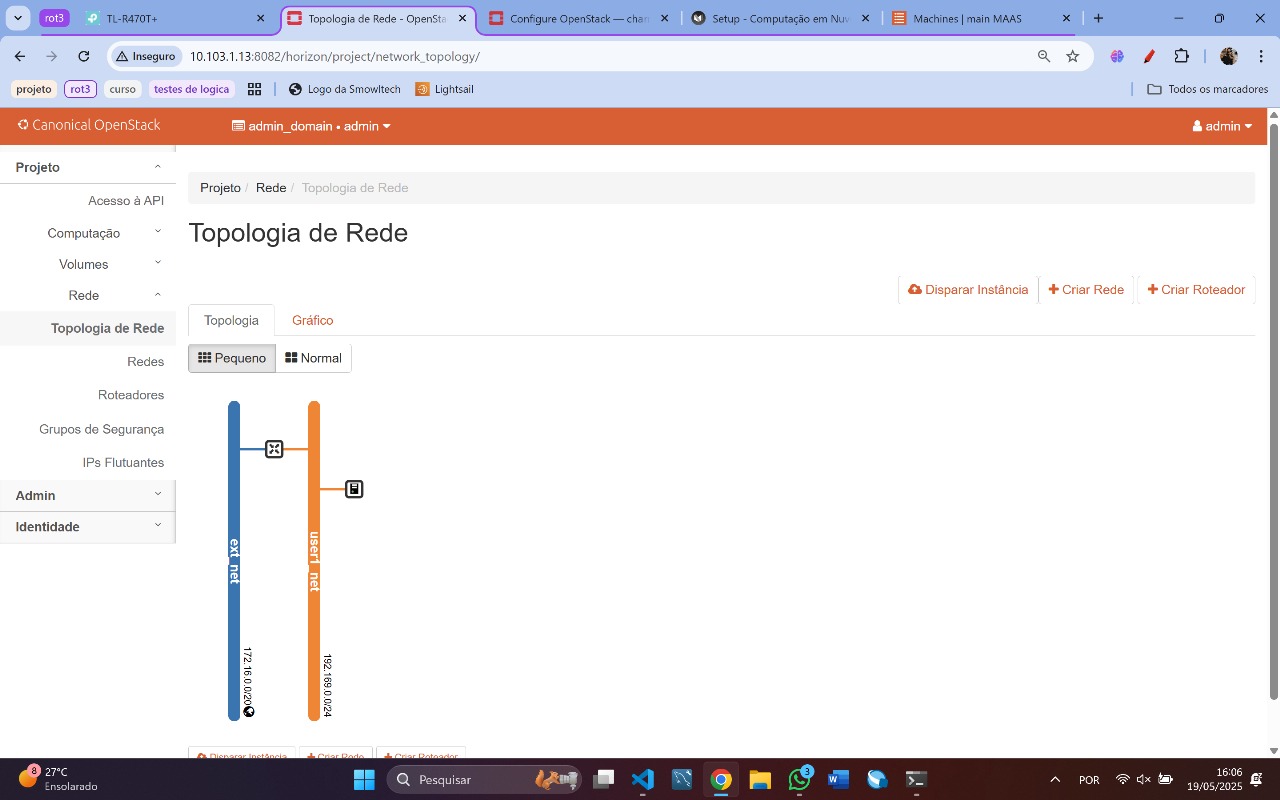 rot3
TL-R470T+
Topologia de Rede - OpenSta
Configure OpenStack — cha
Setup - Computação em Nuv
Machines | main MAAS
Inseguro
10.103.1.13:8082/horizon/project/network_topology/
projeto
rot3
curso
testes de logica
Logo da Smowltech
Lightsail
Todos os marcadores
Canonical OpenStack
admin_domain • admin
admin
Projeto
Acesso à API
Computação
Volumes
Rede
Topologia de Rede
Redes
Roteadores
Grupos de Segurança
IPs Flutuantes
Admin
Identidade
Projeto / Rede / Topologia de Rede
Topologia de Rede
Disparar Instância
Criar Rede
Criar Roteador
Topologia
Gráfico
Pequeno
Normal
ext_net
172.16.0.0/20
user1_net
192.169.0.0/24
Disparar Instância
Criar Rede
Criar Roteador
8
27°C
Ensolarado
Pesquisar
3
POR
16:06
19/05/2025